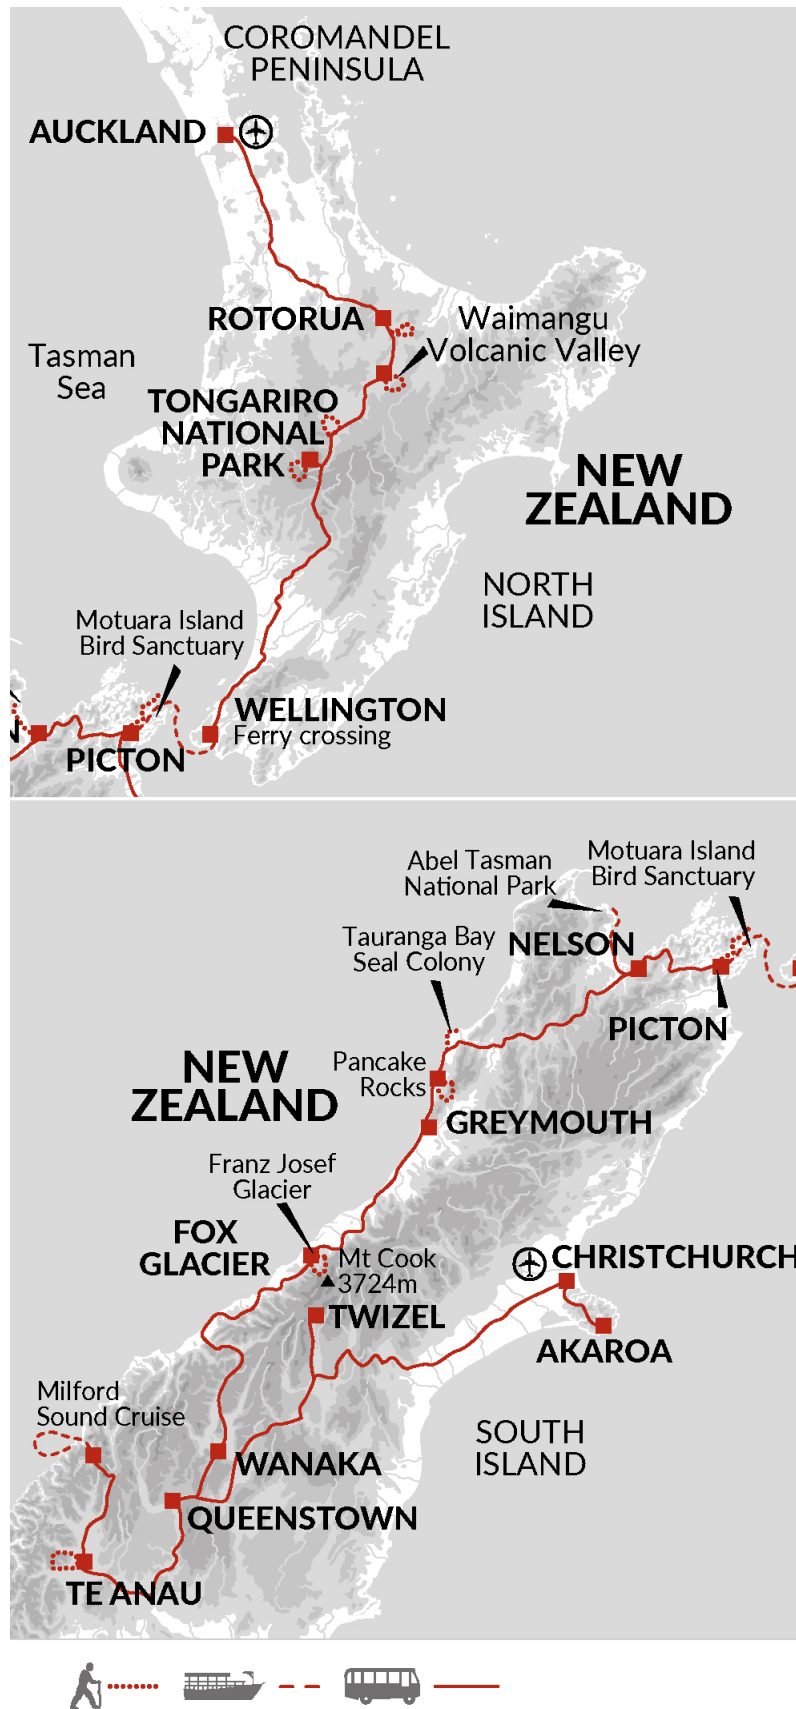 COROMANDEL
PENINSULA
AUCKLAND
ROTORUA
Waimangu
Volcanic Valley
Tasman
Sea
TONGARIRO
NATIONAL
PARK
NEW
ZEALAND
NORTH
ISLAND
Motuara Island
Bird Sanctuary
WELLINGTON
Ferry crossing
N
PICTON
Abel Tasman
National Park
Motuara Island
Bird Sanctuary
Tauranga Bay
Seal Colony
NELSON
PICTON
NEW
ZEALAND
Pancake
Rocks
GREYMOUTH
Franz Josef
Glacier
FOX
GLACIER
Mt Cook
3724m
CHRISTCHURCH
TWIZEL
AKAROA
Milford
Sound Cruise
SOUTH
ISLAND
WANAKA
QUEENSTOWN
TE ANAU